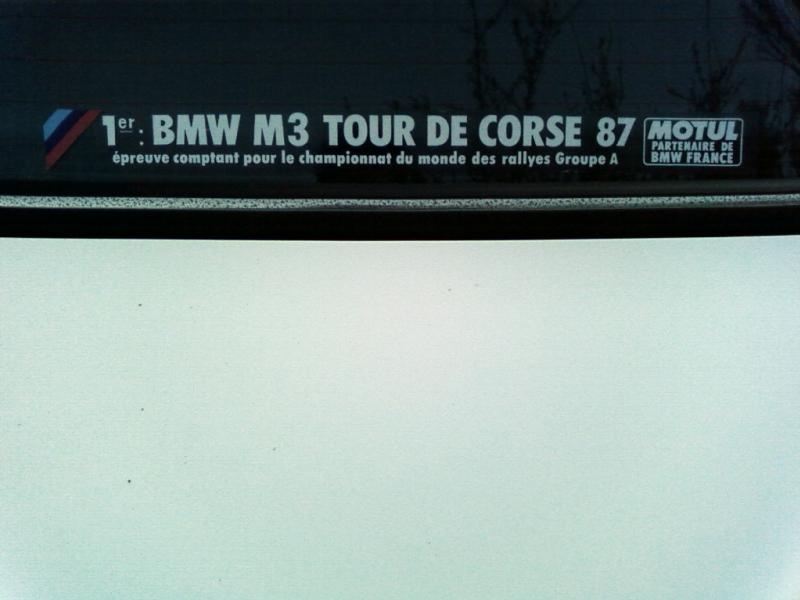 1er : BMW M3 TOUR DE CORSE 87
épreuve comptant pour le championnat du monde des rallyes Groupe A
MOTUL
PARTENAIRE DE
BMW FRANCE